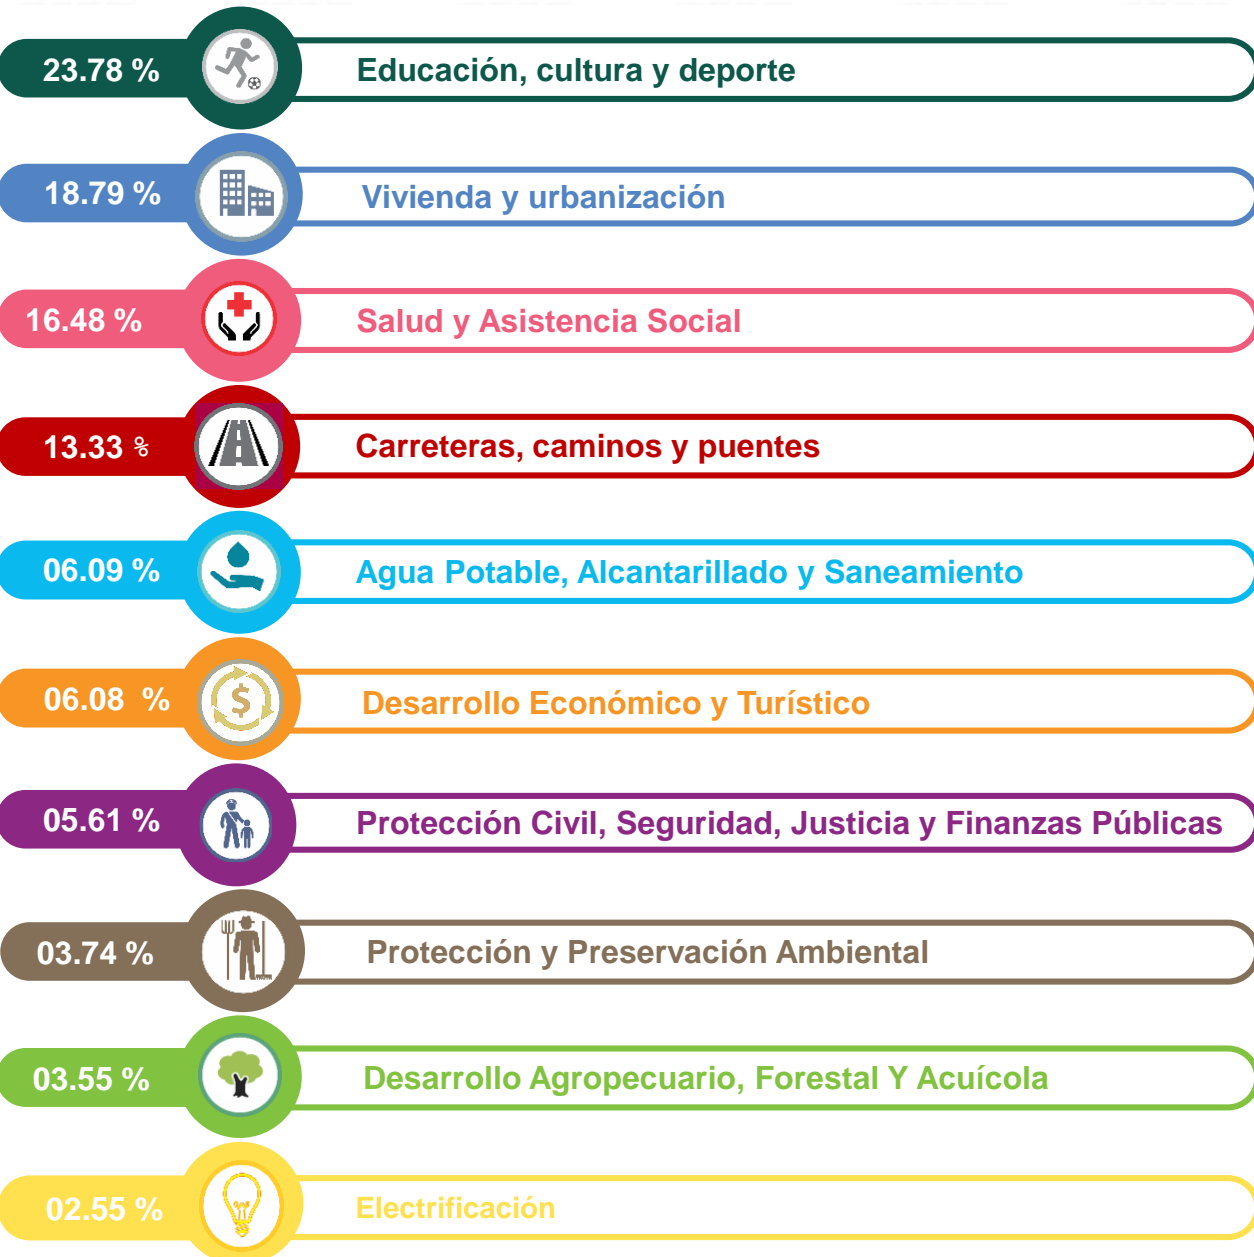 23.78 % Educación, cultura y deporte
18.79 % Vivienda y urbanización
16.48 % Salud y Asistencia Social
13.33 % Carreteras, caminos y puentes
06.09 % Agua Potable, Alcantarillado y Saneamiento
06.08 % Desarrollo Económico y Turístico
05.61 % Protección Civil, Seguridad, Justicia y Finanzas Públicas
03.74 % Protección y Preservación Ambiental
03.55 % Desarrollo Agropecuario, Forestal Y Acuícola
02.55 % Electrificación